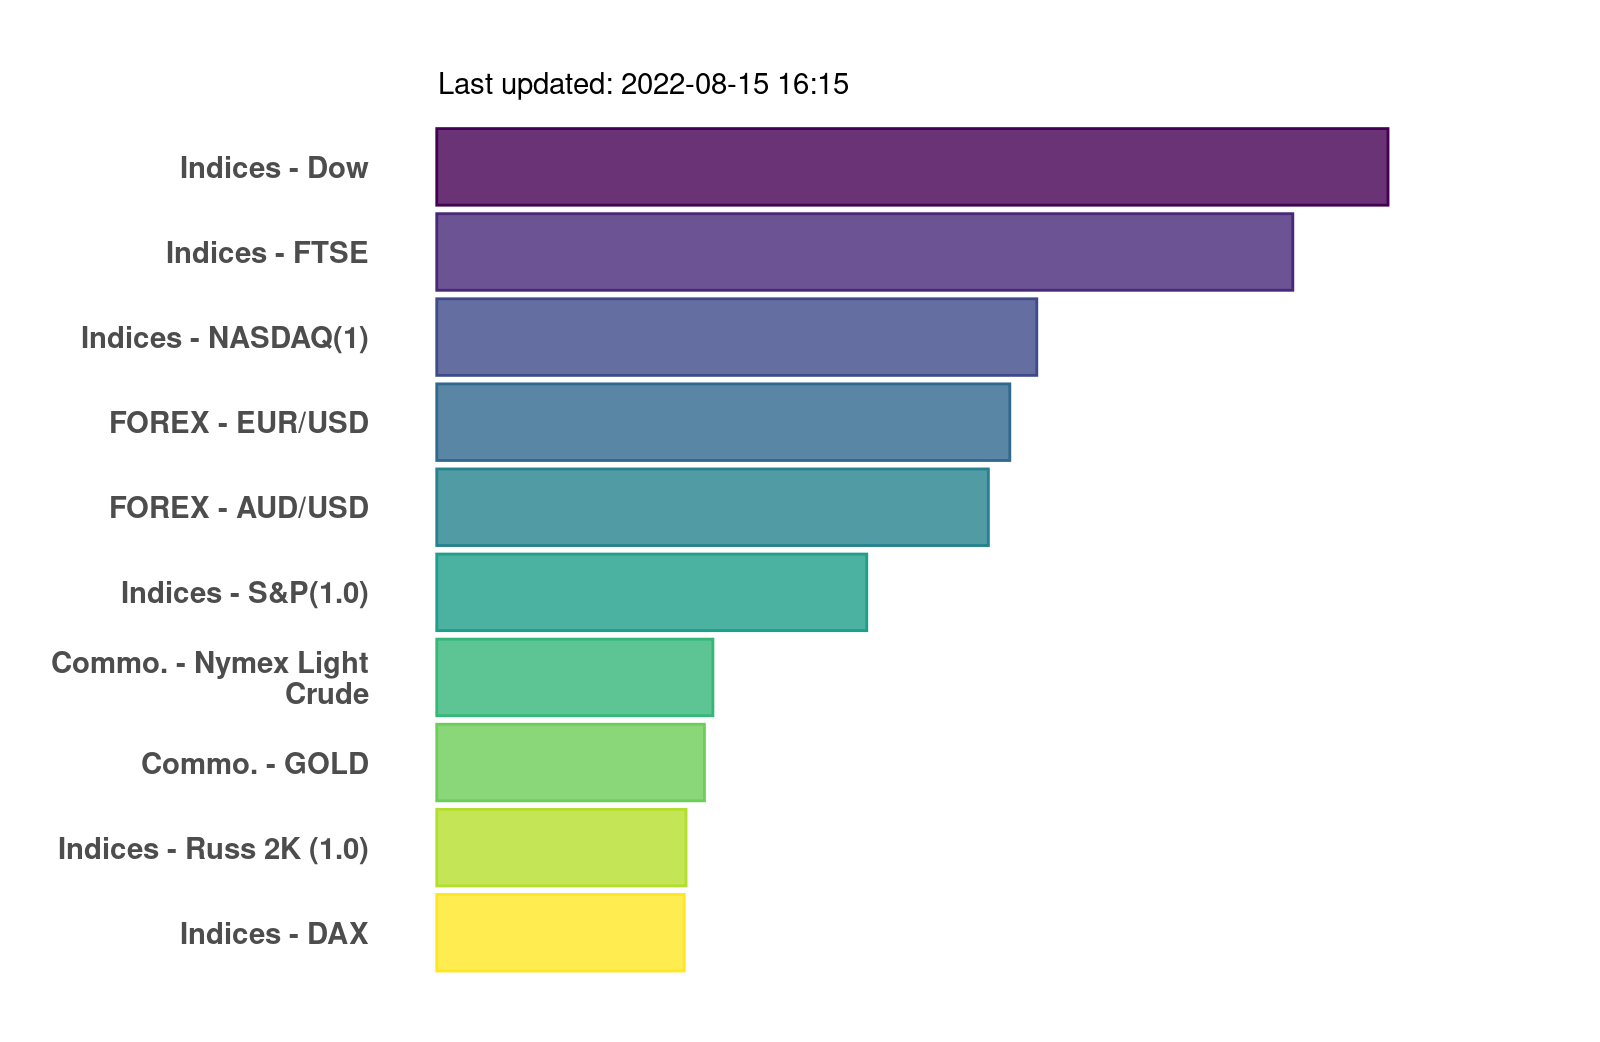 Last updated: 2022-08-15 16:15
Indices - Dow
Indices - FTSE
Indices - NASDAQ(1)
FOREX - EUR/USD
FOREX - AUD/USD
Indices - S&P(1.0)
Commo. - Nymex Light
Crude
Commo. - GOLD
Indices - Russ 2K (1.0)
Indices - DAX